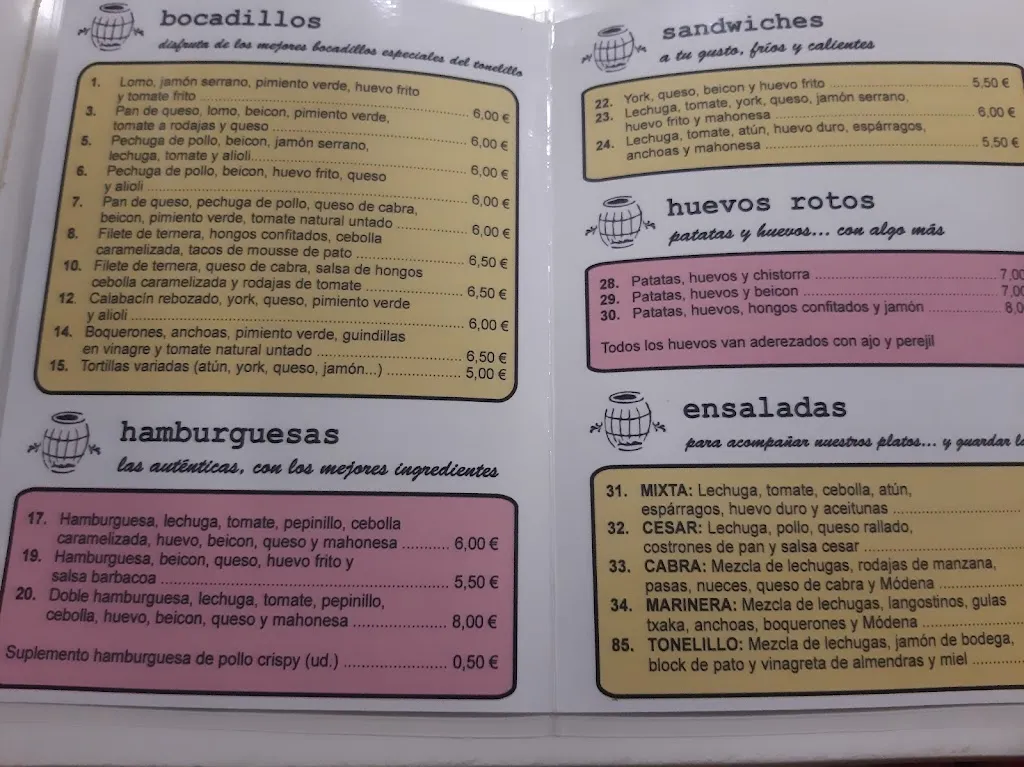 bocadillos
disfruta de los mejores bocadillos especiales del tonelillo
1. Lomo, jamón serrano, pimiento verde, huevo frito
y tomate frito ........ 6,00 €
3. Pan de queso, lomo, beicon, pimiento verde,
tomate a rodajas y queso ........ 6,00 €
5. Pechuga de pollo, beicon, jamón serrano,
lechuga, tomate y alioli ........ 6,00 €
6. Pechuga de pollo, beicon, huevo frito, queso
y alioli ........ 6,00 €
7. Pan de queso, pechuga de pollo, queso de cabra,
beicon, pimiento verde, tomate natural untado ........ 6,00 €
8. Filete de ternera, hongos confitados, cebolla
caramelizada, tacos de mousse de pato ........ 6,50 €
10. Filete de ternera, queso de cabra, salsa de hongos
cebolla caramelizada y rodajas de tomate ........ 6,50 €
12 Calabacín rebozado, york, queso, pimiento verde
y alioli ........ 6,00 €
14. Boquerones, anchoas, pimiento verde, guindillas
en vinagre y tomate natural untado ........ 6,50 €
15. Tortillas variadas (atún, york, queso, jamón...) ........ 5,00 €
hamburguesas
las auténticas, con los mejores ingredientes
17. Hamburguesa, lechuga, tomate, pepinillo, cebolla
caramelizada, huevo, beicon, queso y mahonesa ........ 6,00 €
19. Hamburguesa, beicon, queso, huevo frito y
salsa barbacoa ........ 5,50 €
20. Doble hamburguesa, lechuga, tomate, pepinillo,
cebolla, huevo, beicon, queso y mahonesa ........ 8,00 €
Suplemento hamburguesa de pollo crispy (ud.) ........ 0,50 €
sandwiches
a tu gusto, fríos y calientes
22. York, queso, beicon y huevo frito ........ 5,50 €
23. Lechuga, tomate, york, queso, jamón serrano,
huevo frito y mahonesa ........ 6,00 €
24. Lechuga, tomate, atún, huevo duro, espárragos,
anchoas y mahonesa ........ 5,50 €
huevos rotos
patatas y huevos... con algo más
28. Patatas, huevos y chistorra ........ 7,00
29. Patatas, huevos y beicon ........ 7,00
30. Patatas, huevos, hongos confitados y jamón ........ 8,0
Todos los huevos van aderezados con ajo y perejil
ensaladas
para acompañar nuestros platos... y guardar
31. MIXTA: Lechuga, tomate, cebolla, atún,
espárragos, huevo duro y aceitunas ........
32. CESAR: Lechuga, pollo, queso rallado,
costrones de pan y salsa cesar ........
33. CABRA: Mezcla de lechugas, rodajas de manzana,
pasas, nueces, queso de cabra y Módena ........
34. MARINERA: Mezcla de lechugas, langostinos, gulas
txaka, anchoas, boquerones y Módena ........
85. TONELILLO: Mezcla de lechugas, jamón de bodega,
block de pato y vinagreta de almendras y miel ........